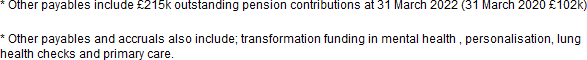 * Other payables include £215k outstanding pension contributions at 31 March 2022 (31 March 2020 £102k)
* Other payables and accruals also include; transformation funding in mental health , personalisation, lung
health checks and primary care.